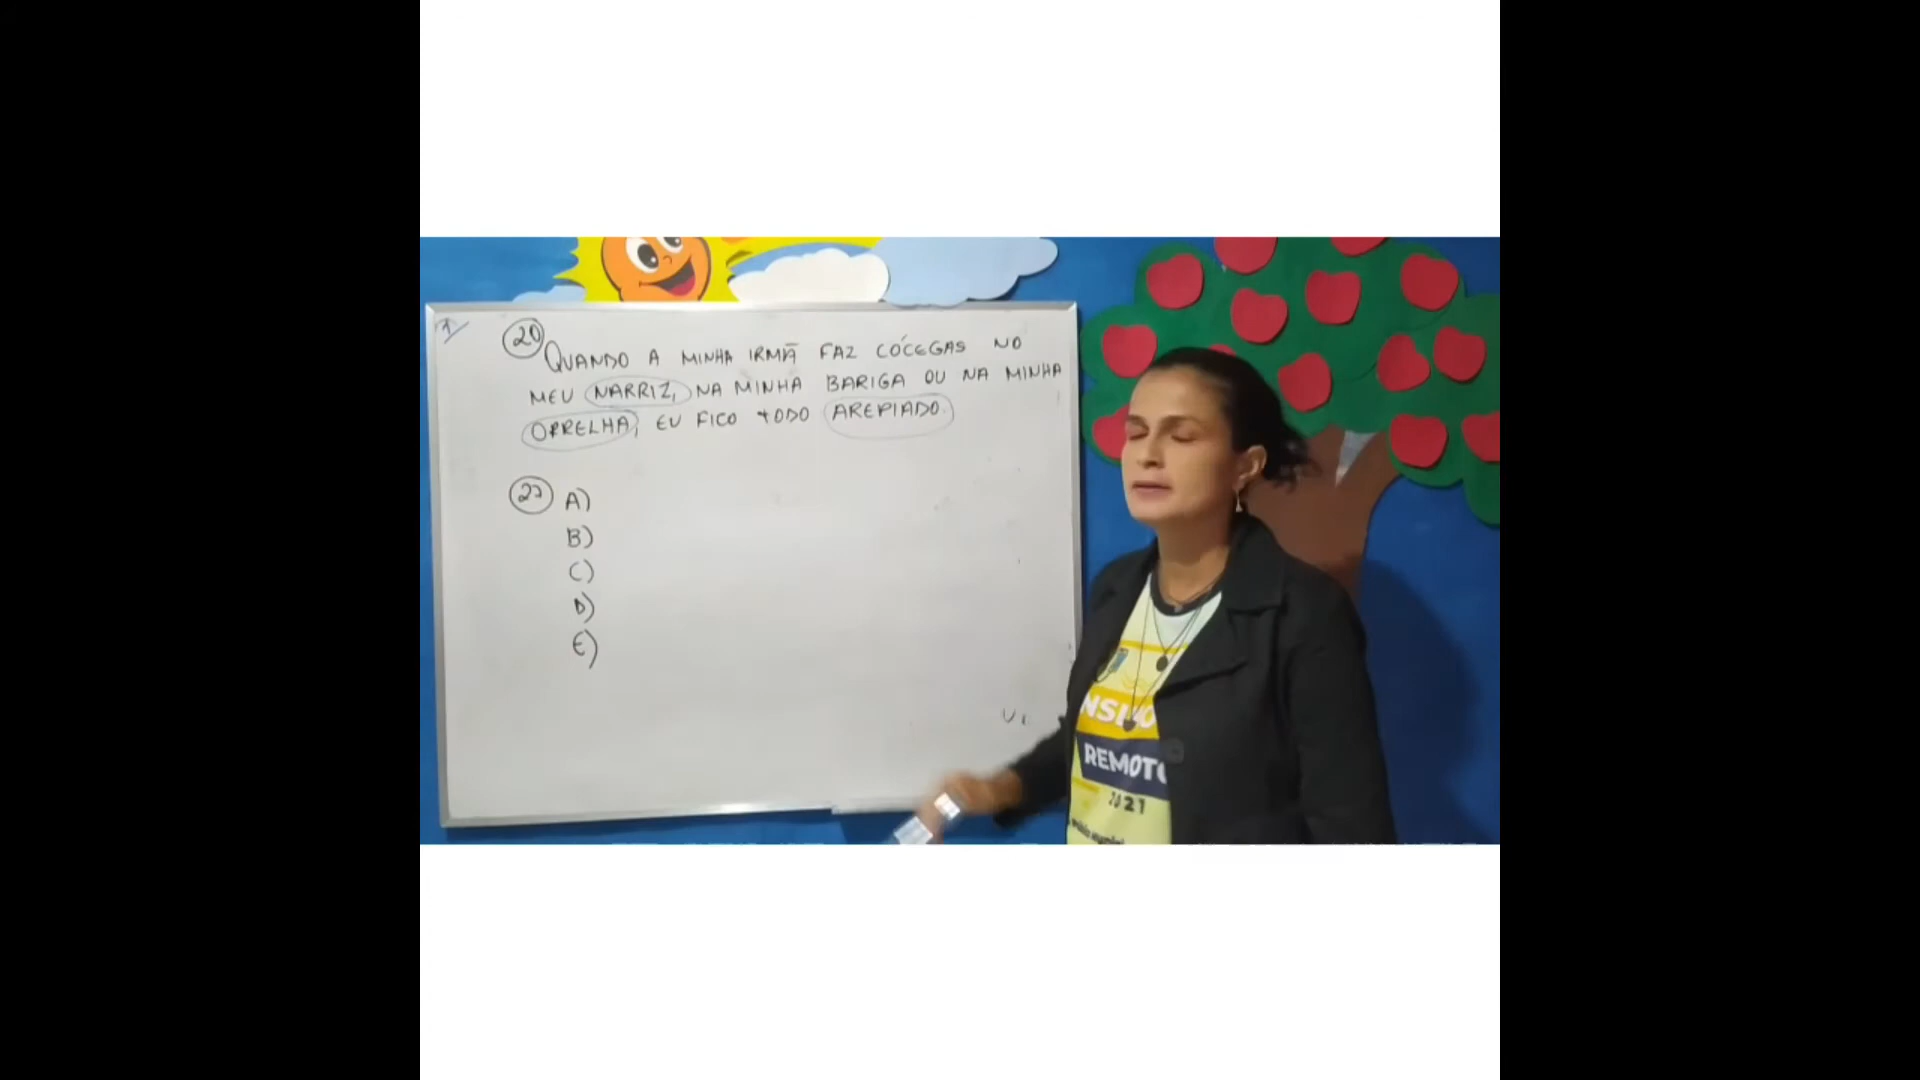 20 QUANDO A MINHA IRMÃ FAZ CÓCEGAS NO
MEU NARRIZ, NA MINHA BARIGA OU NA MINHA
ORRELHA, EU FICO TODO AREPIADO.
A)
B)
C)
D)
E)
REMOTO
2021